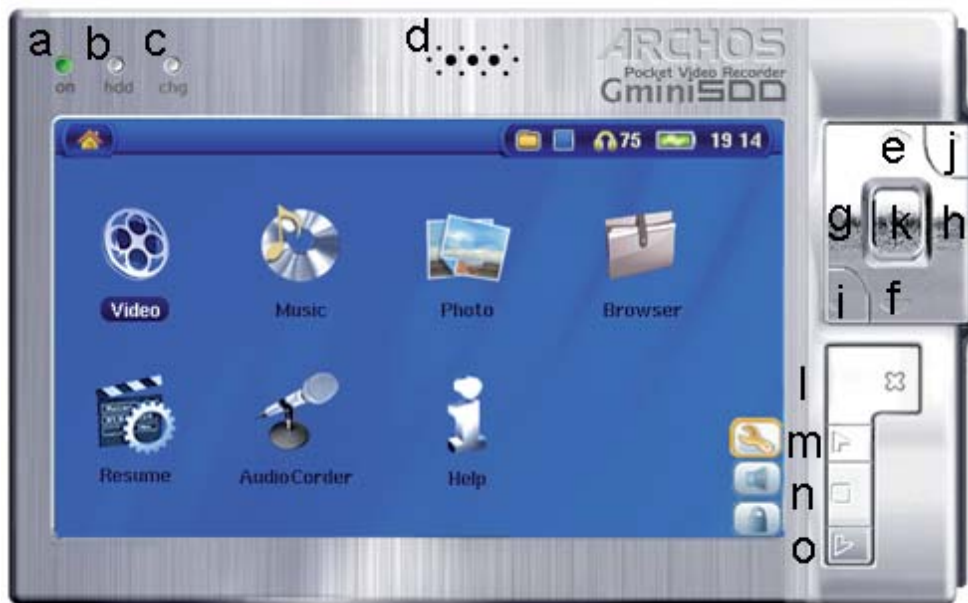 a b c d
on hdd chg
ARCHOS
Pocket Video Recorder
Gmini500
75 19 14
e j
g k h
i f
Video Music Photo Browser
l
m
Resume AudioCorder Help
n
o